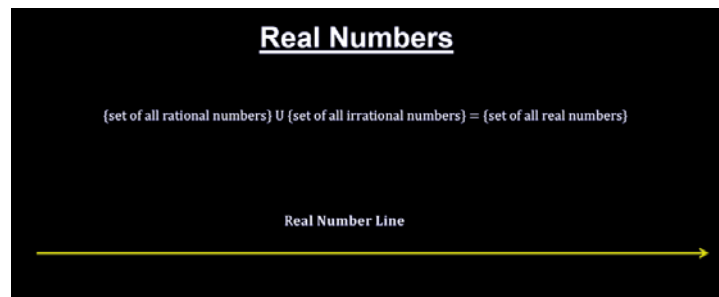 Real Numbers
{set of all rational numbers} U {set of all irrational numbers} = {set of all real numbers}
Real Number Line